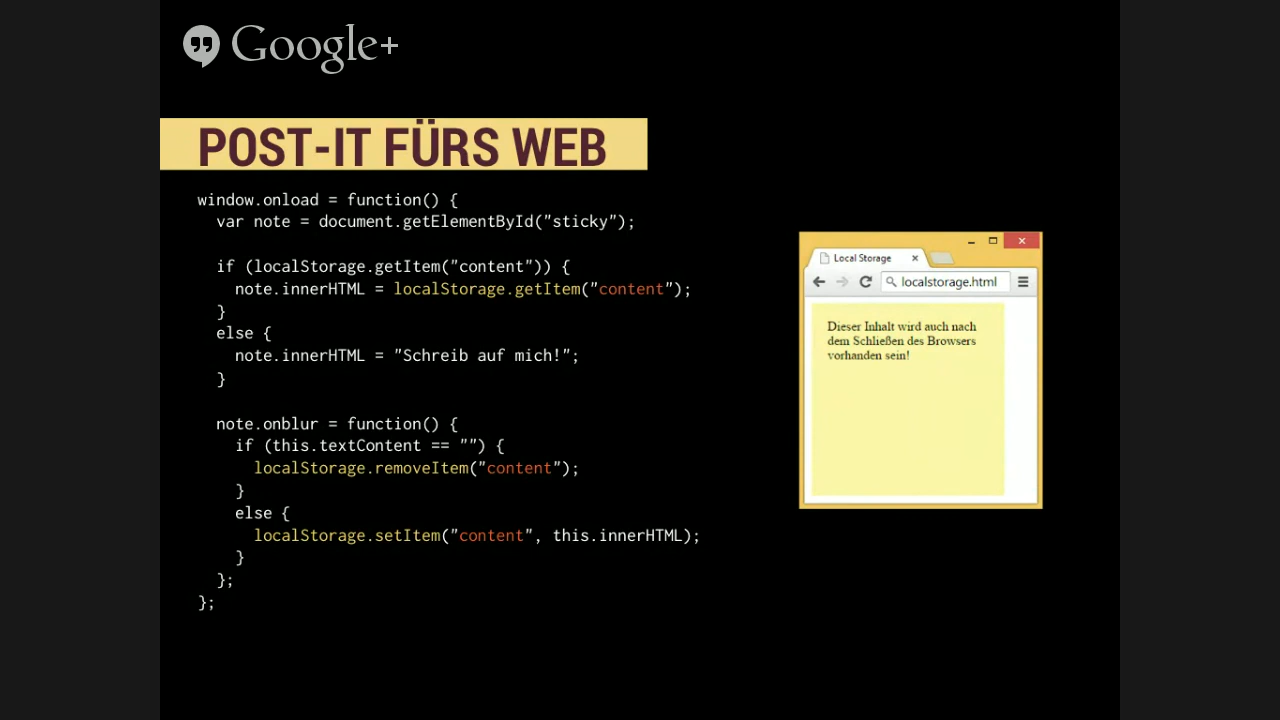 Google+
POST-IT FÜRS WEB
window.onload = function() {
  var note = document.getElementById("sticky");
  if (localStorage.getItem("content")) {
    note.innerHTML = localStorage.getItem("content");
  }
  else {
    note.innerHTML = "Schreib auf mich!";
  }
  note.onblur = function() {
    if (this.textContent == "") {
      localStorage.removeItem("content");
    }
    else {
      localStorage.setItem("content", this.innerHTML);
    }
  };
};
Local Storage
localstorage.html
Dieser Inhalt wird auch nach
dem Schließen des Browsers
vorhanden sein!